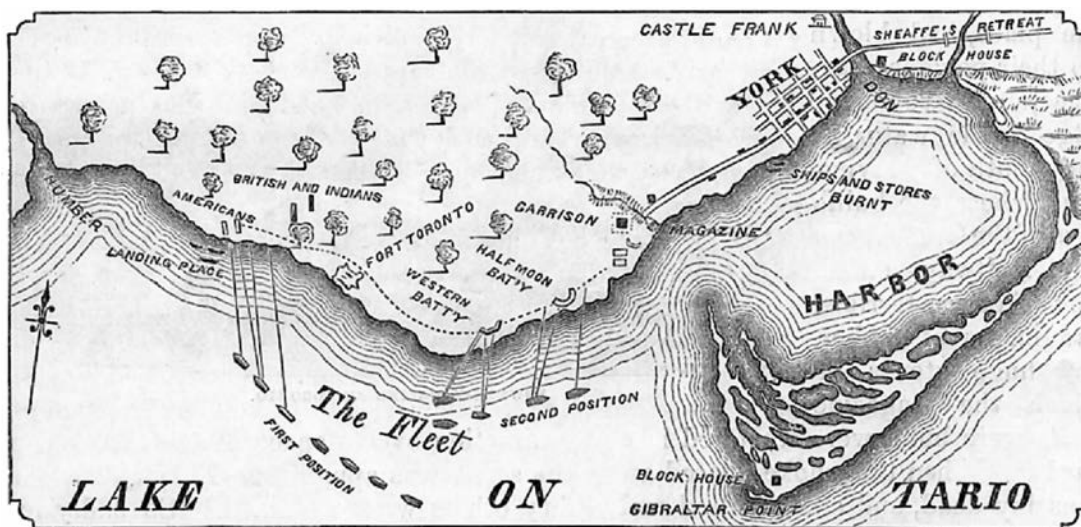 CASTLE FRANK
SHEAFFE'S RETREAT
BLOCK HOUSE
YORK
DON
BRITISH AND INDIANS
AMERICANS
HUMBER
LANDING PLACE
FORT TORONTO
GARRISON
MAGAZINE
SHIPS AND STORES
BURNT
WESTERN
BATTY
HALF MOON
BATTY
HARBOR
The Fleet
FIRST POSITION
SECOND POSITION
BLOCK HOUSE
GIBRALTAR POINT
LAKE ON TARIO